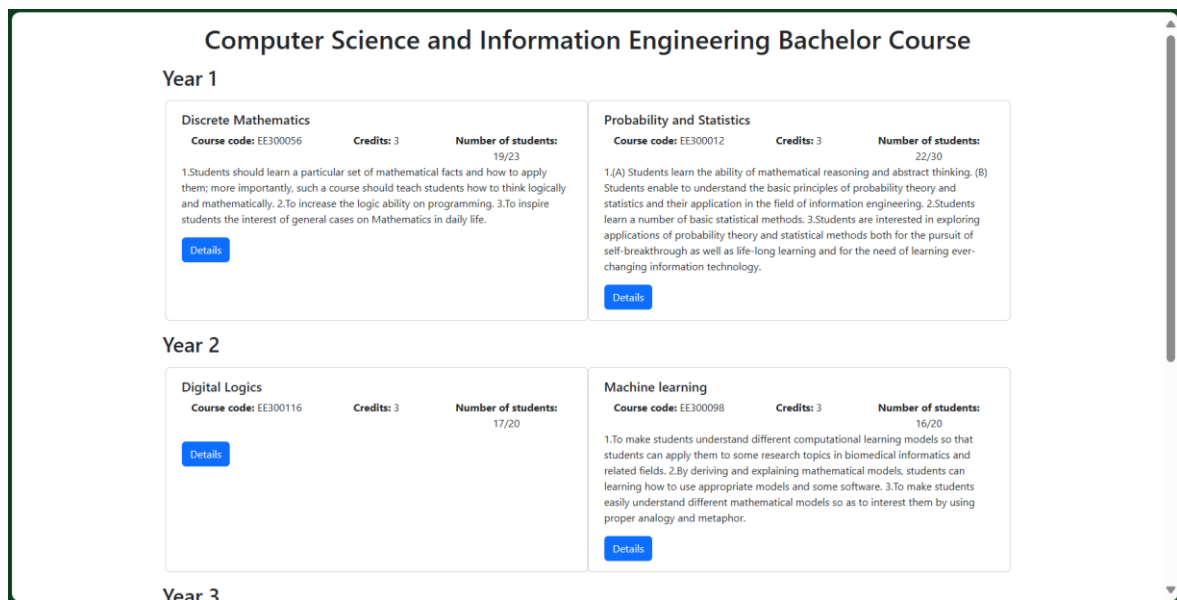 Computer Science and Information Engineering Bachelor Course
Year 1
Discrete Mathematics
Course code: EE300056 Credits: 3 Number of students:
19/23
1.Students should learn a particular set of mathematical facts and how to apply
them; more importantly, such a course should teach students how to think logically
and mathematically. 2.To increase the logic ability on programming. 3.To inspire
students the interest of general cases on Mathematics in daily life.
Details
Probability and Statistics
Course code: EE300012 Credits: 3 Number of students:
22/30
1.(A) Students learn the ability of mathematical reasoning and abstract thinking. (B)
Students enable to understand the basic principles of probability theory and
statistics and their application in the field of information engineering. 2.Students
learn a number of basic statistical methods. 3.Students are interested in exploring
applications of probability theory and statistical methods both for the pursuit of
self-breakthrough as well as life-long learning and for the need of learning ever-
changing information technology.
Details
Year 2
Digital Logics
Course code: EE300116 Credits: 3 Number of students:
17/20
Details
Machine learning
Course code: EE300098 Credits: 3 Number of students:
16/20
1.To make students understand different computational learning models so that
students can apply them to some research topics in biomedical informatics and
related fields. 2.By deriving and explaining mathematical models, students can
learning how to use appropriate models and some software. 3.To make students
easily understand different mathematical models so as to interest them by using
proper analogy and metaphor.
Details
Year 3